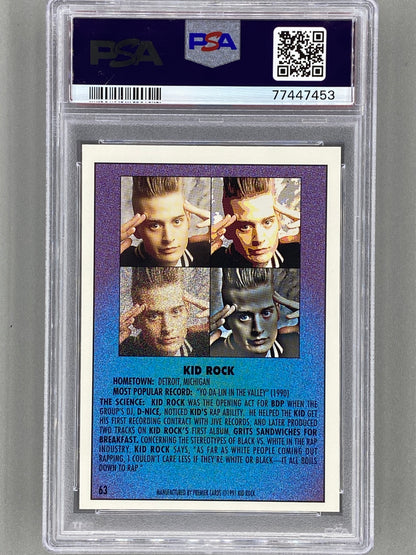 PSA
PSA
77447453
KID ROCK
HOMETOWN: DETROIT, MICHIGAN
MOST POPULAR RECORD: "YO DA LIN IN THE VALLEY" (1990)
THE SCIENCE: KID ROCK WAS THE OPENING ACT FOR BDP WHEN THE
GROUP'S DJ, D-NICE, NOTICED KID'S RAP ABILITY. HE HELPED THE KID GET
HIS FIRST RECORDING CONTRACT WITH JIVE RECORDS, AND LATER PRODUCED
TWO TRACKS ON KID ROCK'S FIRST ALBUM, GRITS SANDWICHES FOR
BREAKFAST. CONCERNING THE STEREOTYPES OF BLACK VS. WHITE IN THE RAP
INDUSTRY, KID ROCK SAYS, "AS FAR AS WHITE PEOPLE COMING OUT
RAPPING, I COULDN'T CARE LESS IF THEY'RE WHITE OR BLACK—IT ALL BOILS
DOWN TO RAP."
63
MANUFACTURED BY PREMIER CARDS ©1991 KID ROCK